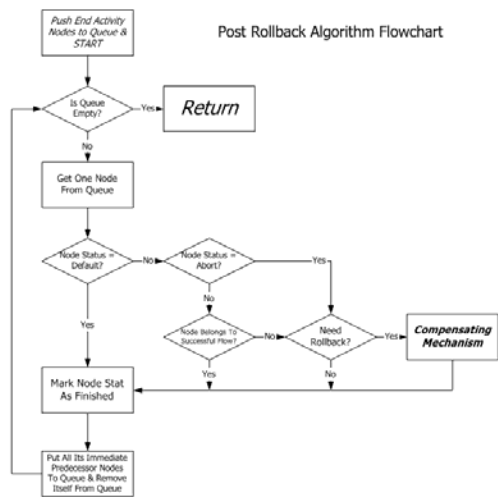 Push End Activity
Nodes to Queue &
START
Post Rollback Algorithm Flowchart
Is Queue
Empty?
Yes
Return
No
Get One Node
From Queue
Node Status =
Default?
No
Node Status =
Abort?
Yes
No
Yes
Node Belongs To
Successful Flow?
No
Need
Rollback?
Yes
Compensating
Mechanism
Yes
No
Mark Node Stat
As Finished
Put All Its Immediate
Predecessor Nodes
To Queue & Remove
Itself From Queue